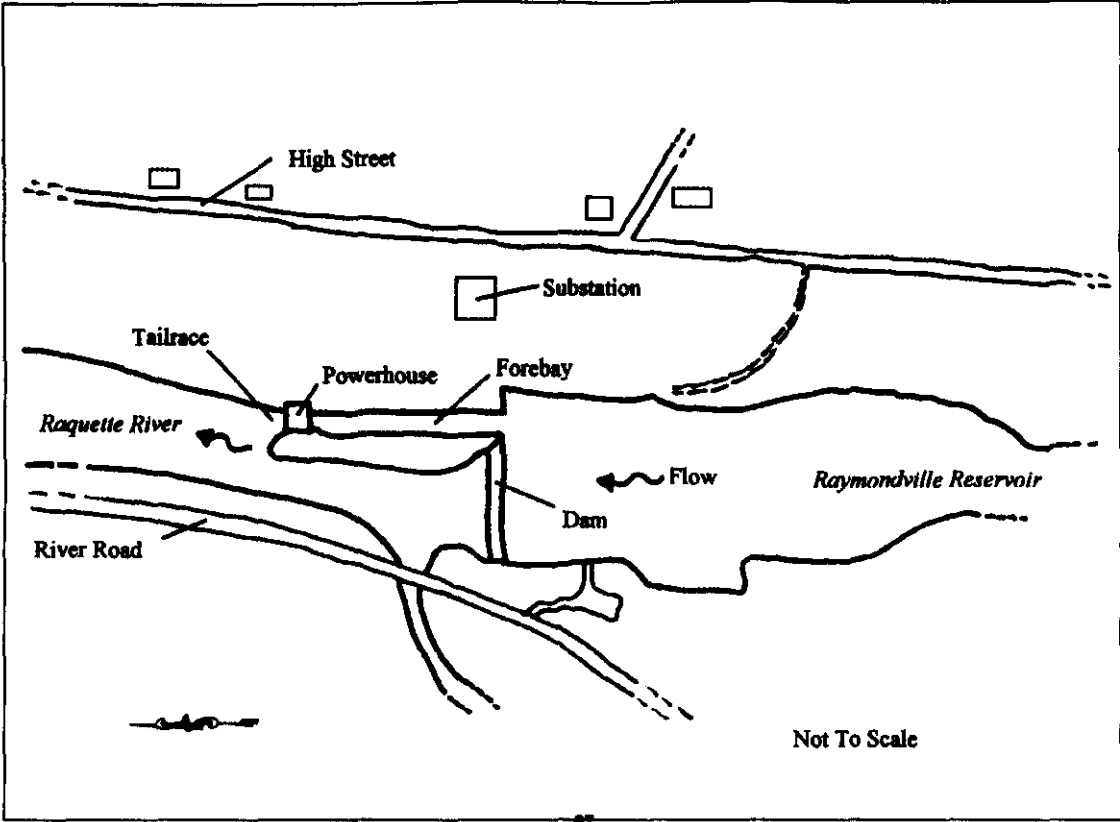 High Street
Substation
Tailrace
Powerhouse
Forebay
Raquette River
Flow
Raymondville Reservoir
Dam
River Road
Not To Scale